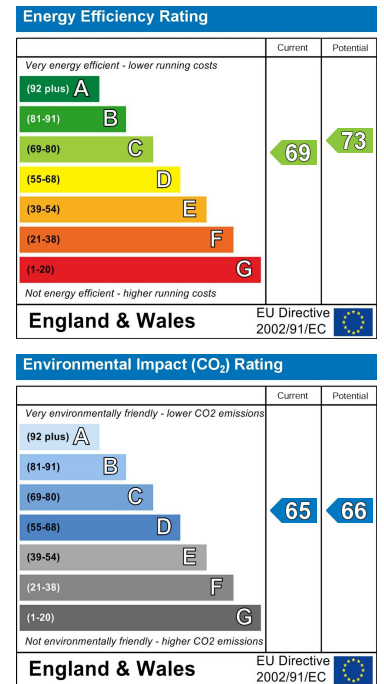 Energy Efficiency Rating
Current Potential
Very energy efficient - lower running costs
(92 plus) A
(81-91) B
(69-80) C
69 73
(55-68) D
(39-54) E
(21-38) F
(1-20) G
Not energy efficient - higher running costs
England & Wales EU Directive
2002/91/EC
Environmental Impact (CO₂) Rating
Current Potential
Very environmentally friendly - lower CO2 emissions
(92 plus) A
(81-91) B
(69-80) C
65 66
(55-68) D
(39-54) E
(21-38) F
(1-20) G
Not environmentally friendly - higher CO2 emissions
England & Wales EU Directive
2002/91/EC